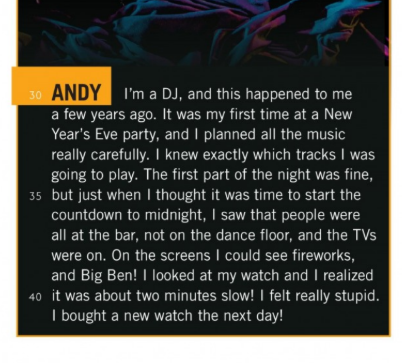 30 ANDY I'm a DJ, and this happened to me
a few years ago. It was my first time at a New
Year's Eve party, and I planned all the music
really carefully. I knew exactly which tracks I was
going to play. The first part of the night was fine,
35 but just when I thought it was time to start the
countdown to midnight, I saw that people were
all at the bar, not on the dance floor, and the TVs
were on. On the screens I could see fireworks,
and Big Ben! I looked at my watch and I realized
40 it was about two minutes slow! I felt really stupid.
I bought a new watch the next day!